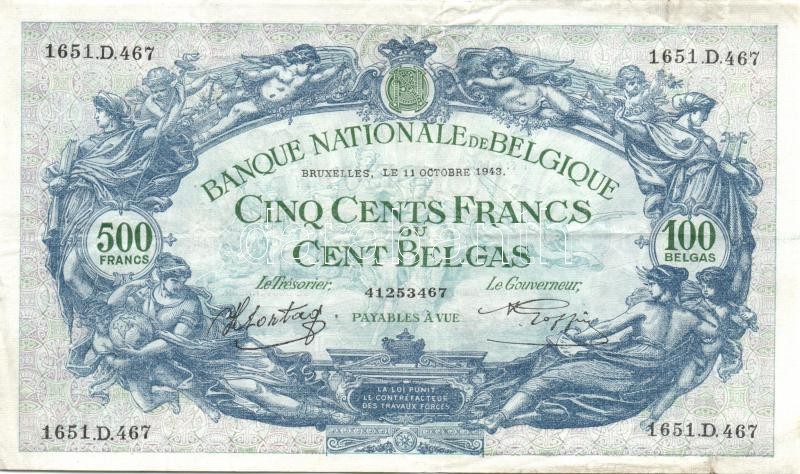 1651.D.467
1651.D.467
BANQUE NATIONALE DE BELGIQUE
BRUXELLES, LE 11 OCTOBRE 1943.
CINQ CENTS FRANCS
OU
CENT BELGAS
500
FRANCS
100
BELGAS
Le Trésorier,
41253467
Le Gouverneur,
PAYABLES À VUE
LA LOI PUNIT
LE CONTREFACTEUR
DES TRAVAUX FORCÉS
1651.D.467
1651.D.467